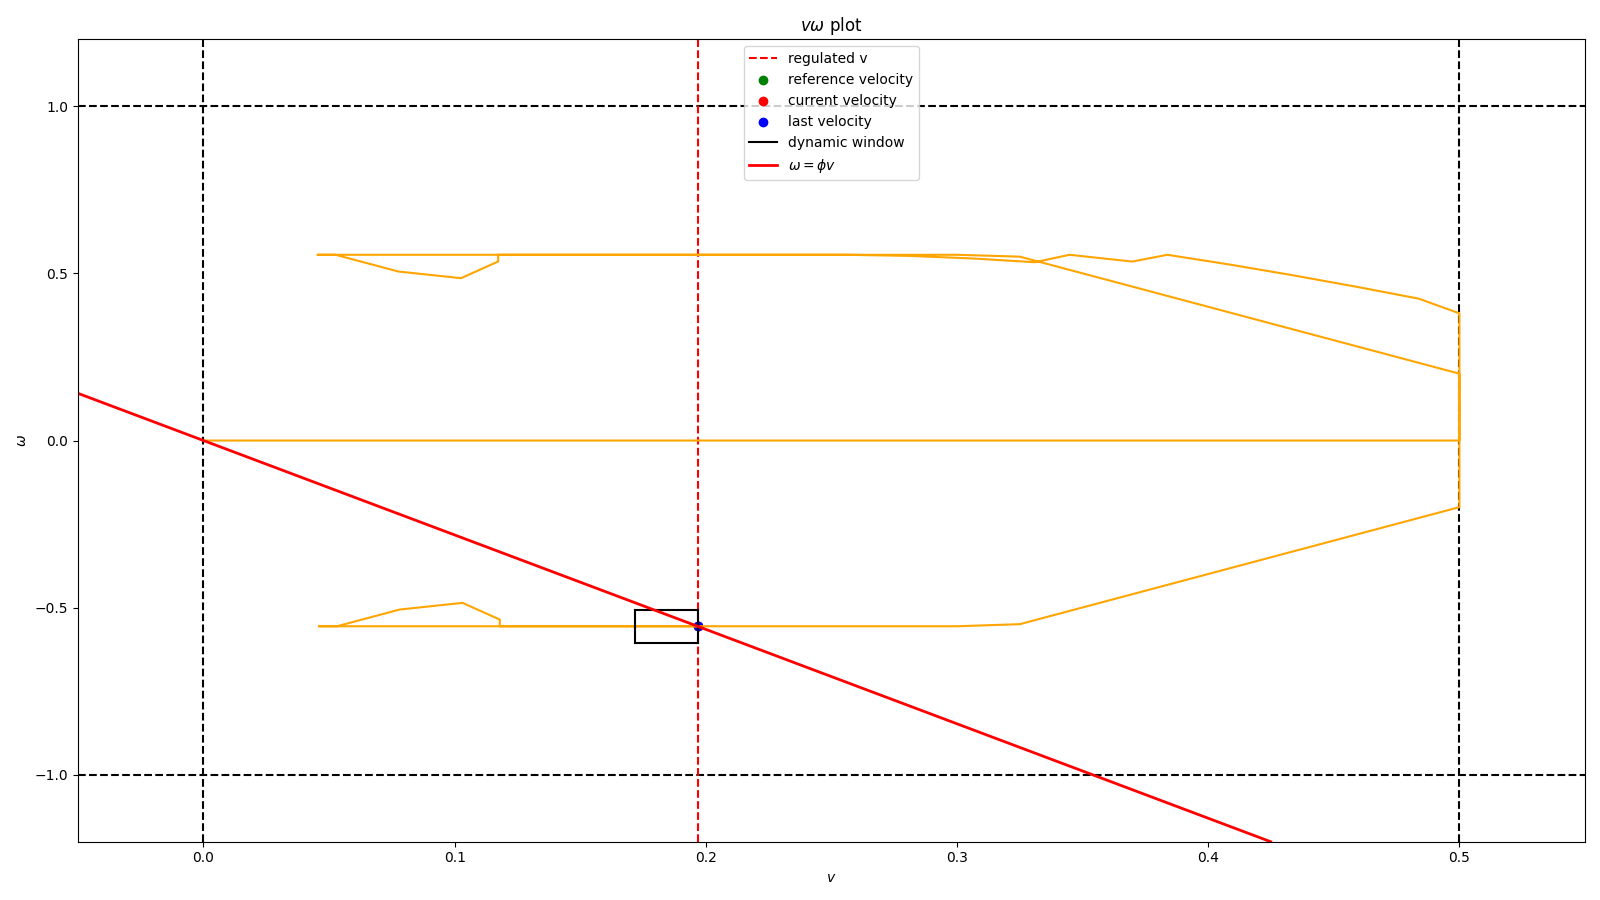 vω plot
regulated v
reference velocity
current velocity
last velocity
dynamic window
ω = ϕv
1.0
0.5
0.0
−0.5
−1.0
ω
0.0 0.1 0.2 0.3 0.4 0.5
v